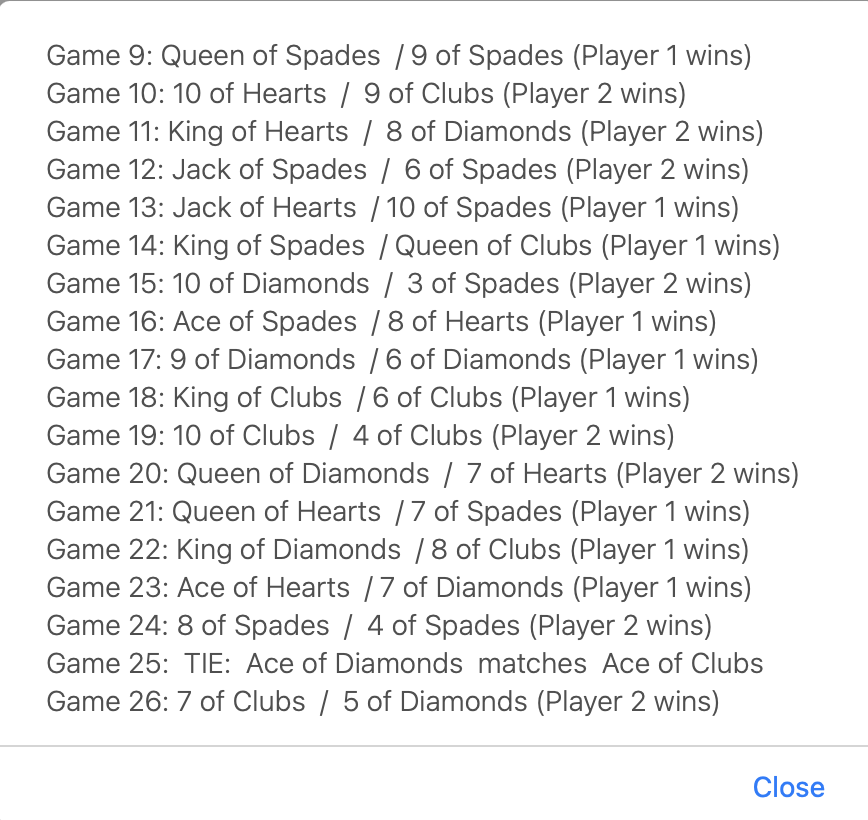 Game 9: Queen of Spades / 9 of Spades (Player 1 wins)
Game 10: 10 of Hearts / 9 of Clubs (Player 2 wins)
Game 11: King of Hearts / 8 of Diamonds (Player 2 wins)
Game 12: Jack of Spades / 6 of Spades (Player 2 wins)
Game 13: Jack of Hearts / 10 of Spades (Player 1 wins)
Game 14: King of Spades / Queen of Clubs (Player 1 wins)
Game 15: 10 of Diamonds / 3 of Spades (Player 2 wins)
Game 16: Ace of Spades / 8 of Hearts (Player 1 wins)
Game 17: 9 of Diamonds / 6 of Diamonds (Player 1 wins)
Game 18: King of Clubs / 6 of Clubs (Player 1 wins)
Game 19: 10 of Clubs / 4 of Clubs (Player 2 wins)
Game 20: Queen of Diamonds / 7 of Hearts (Player 2 wins)
Game 21: Queen of Hearts / 7 of Spades (Player 1 wins)
Game 22: King of Diamonds / 8 of Clubs (Player 1 wins)
Game 23: Ace of Hearts / 7 of Diamonds (Player 1 wins)
Game 24: 8 of Spades / 4 of Spades (Player 2 wins)
Game 25: TIE: Ace of Diamonds matches Ace of Clubs
Game 26: 7 of Clubs / 5 of Diamonds (Player 2 wins)
Close